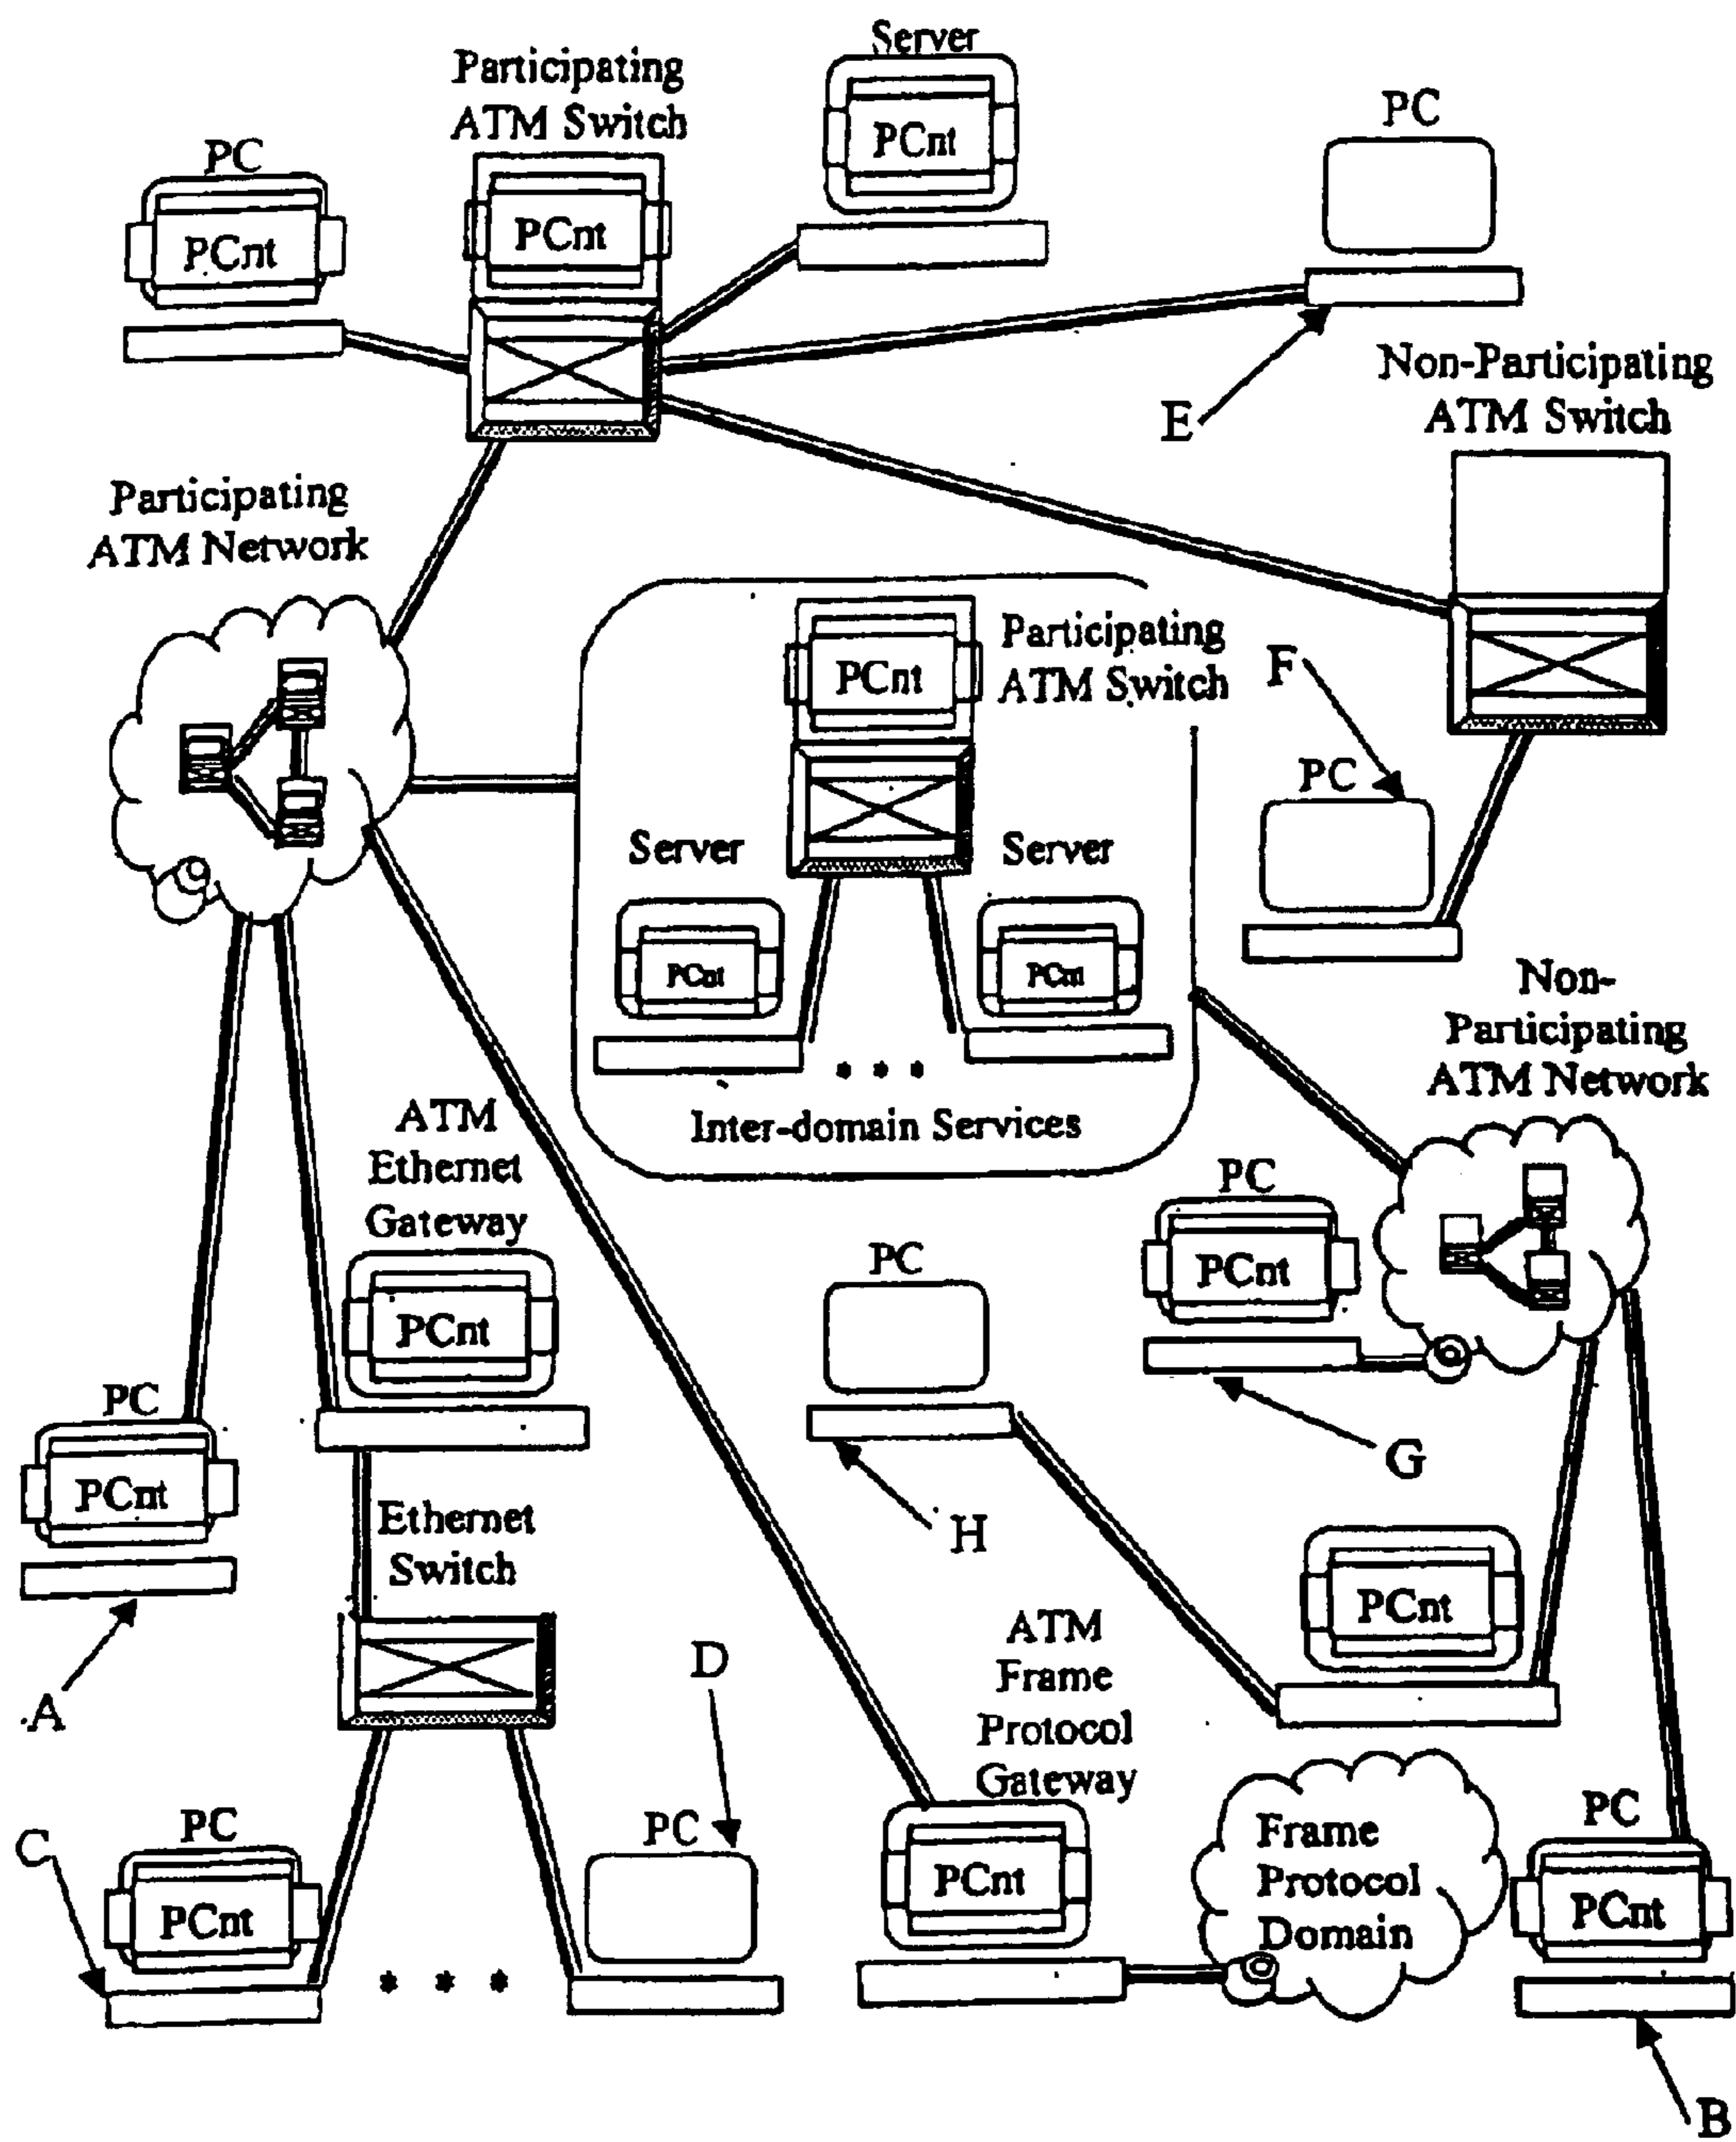 Server
Participating
ATM Switch
PCnt
PC
PC
PCnt
PCnt
E
Non-Participating
ATM Switch
Participating
ATM Network
Participating
ATM Switch
PCnt
F
PC
Server
Server
PCnt
PCnt
Inter-domain Services
Non-
Participating
ATM Network
ATM
Ethernet
Gateway
PCnt
PC
PCnt
PC
G
PC
PCnt
H
Ethernet
Switch
A
PCnt
ATM
Frame
Protocol
Gateway
D
PC
C
PCnt
PC
PCnt
Frame
Protocol
Domain
PC
PCnt
B